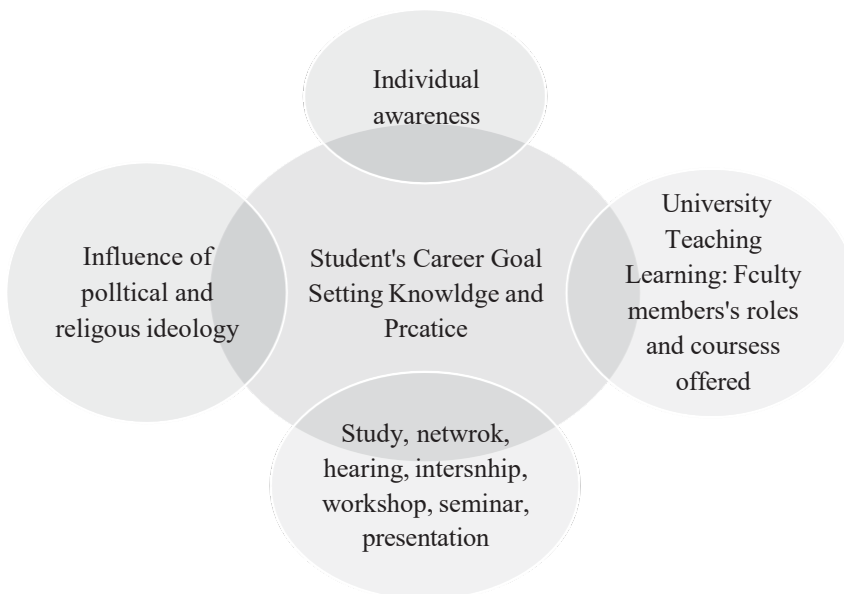 Individual
awareness
Influence of
polltical and
religous ideology
Student's Career Goal
Setting Knowldge and
Prcatice
University
Teaching
Learning: Fculty
members's roles
and coursess
offered
Study, netwrok,
hearing, intersnhip,
workshop, seminar,
presentation